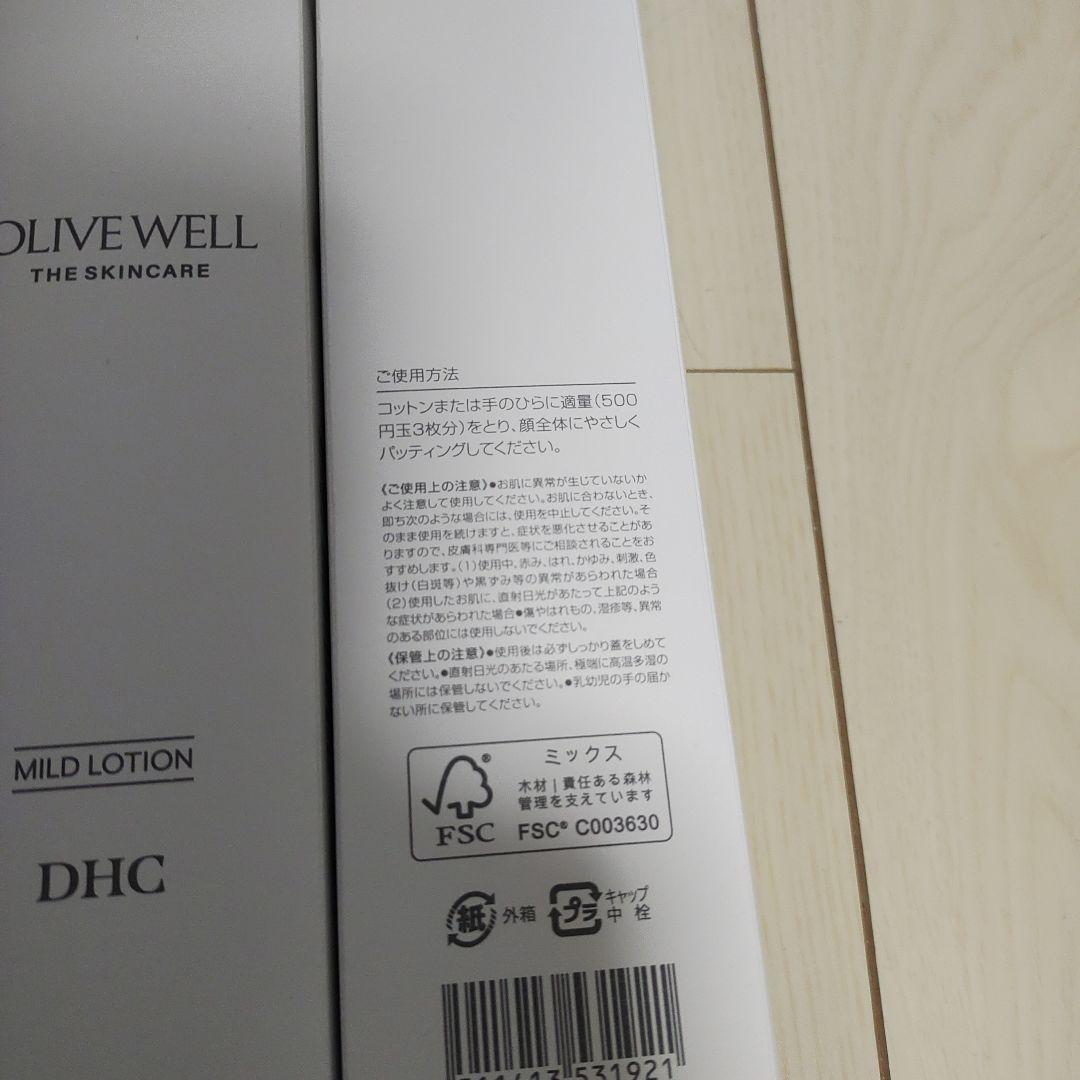 OLIVE WELL
THE SKINCARE
MILD LOTION
DHC
ご使用方法
コットンまたは手のひらに適量(500
円玉3枚分)をとり、顔全体にやさしく
パッティングしてください。
《ご使用上の注意》●お肌に異常が生じていないか
よく注意して使用してください。お肌に合わないとき、
即ち次のような場合には、使用を中止してください。そ
のまま使用を続けますと、症状を悪化させることがあ
りますので、皮膚科専門医等にご相談されることをお
すすめします。(1)使用中、赤み、はれ、かゆみ、刺激、色
抜け(白斑等)や黒ずみ等の異常があらわれた場合
(2)使用したお肌に、直射日光があたって上記のよう
な症状があらわれた場合●傷やはれもの、湿疹等、異常
のある部位には使用しないでください。
《保管上の注意》●使用後は必ずしっかり蓋をしめて
ください。●直射日光のあたる場所、極端に高温多湿の
場所には保管しないでください。●乳幼児の手の届か
ない所に保管してください。
FSC®
ミックス
木材|責任ある森林
管理を支えています
FSC® C003630
紙 外箱 プラ キャップ
中 栓
531921